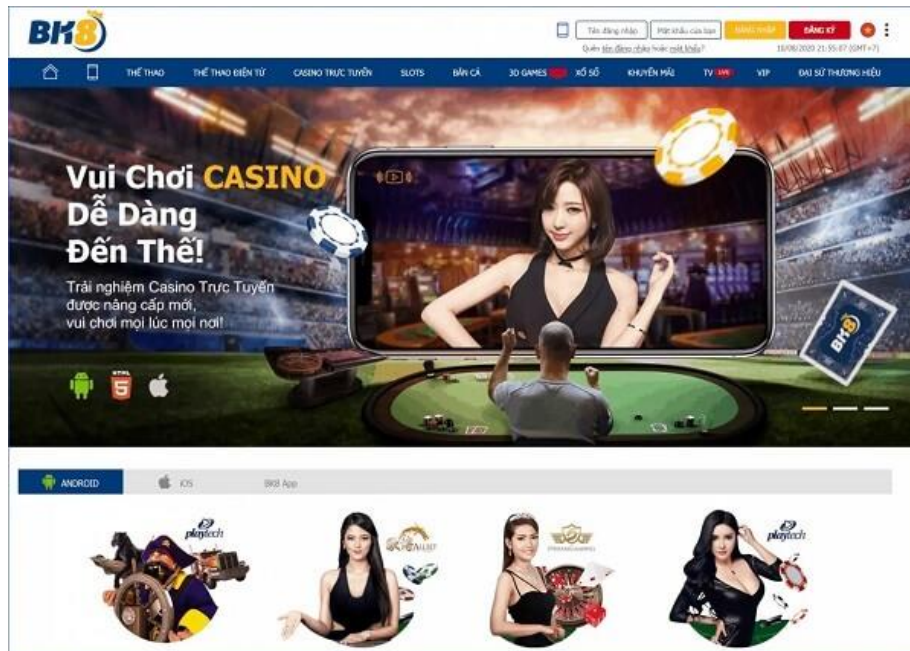 BK8
Tên đăng nhập
Mật khẩu của bạn
ĐĂNG NHẬP
ĐĂNG KÝ
Quên tên đăng nhập hoặc mật khẩu?
10/08/2020 21:55:07 (GMT+7)
THỂ THAO
THỂ THAO ĐIỆN TỬ
CASINO TRỰC TUYẾN
SLOTS
BẮN CÁ
3D GAMES
XỔ SỐ
KHUYẾN MÃI
TV LIVE
VIP
ĐẠI SỨ THƯƠNG HIỆU
Vui Chơi CASINO
Dễ Dàng
Đến Thế!
Trải nghiệm Casino Trực Tuyến
được nâng cấp mới,
vui chơi mọi lúc mọi nơi!
HTML
5
BK8
ANDROID
iOS
BK8 App
playtech
playtech